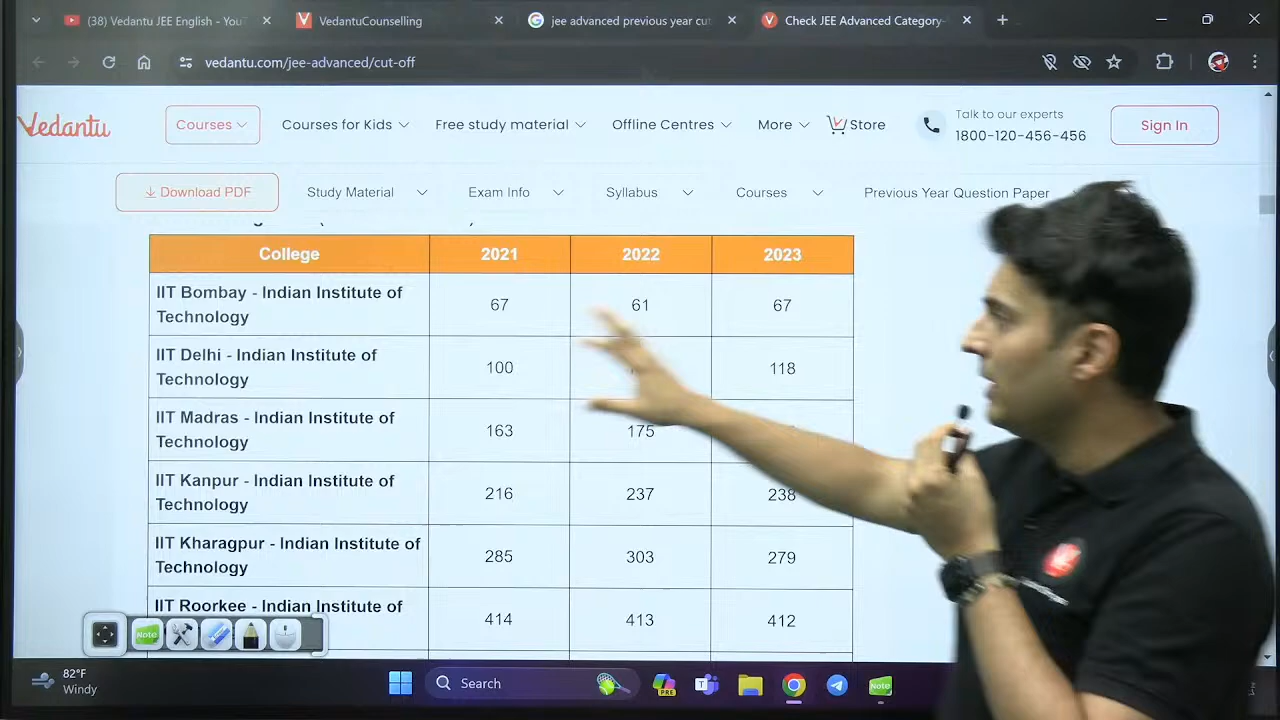 (38) Vedantu JEE English - YouT
VedantuCounselling
jee advanced previous year cut
Check JEE Advanced Category-
vedantu.com/jee-advanced/cut-off
Vedantu
Courses
Courses for Kids
Free study material
Offline Centres
More
Store
Talk to our experts
1800-120-456-456
Sign In
Download PDF
Study Material
Exam Info
Syllabus
Courses
Previous Year Question Paper
College 2021 2022 2023
IIT Bombay - Indian Institute of
Technology
67 61 67
IIT Delhi - Indian Institute of
Technology
100 118
IIT Madras - Indian Institute of
Technology
163 175
IIT Kanpur - Indian Institute of
Technology
216 237 238
IIT Kharagpur - Indian Institute of
Technology
285 303 279
IIT Roorkee - Indian Institute of
414 413 412
Note
82°F
Windy
Search
PRE
Note